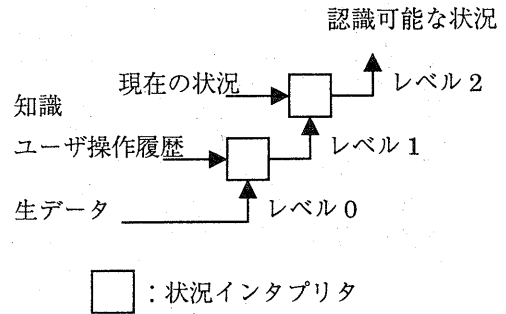 認識可能な状況
現在の状況
レベル2
知識
ユーザ操作履歴
レベル1
生データ
レベル0
:状況インタプリタ